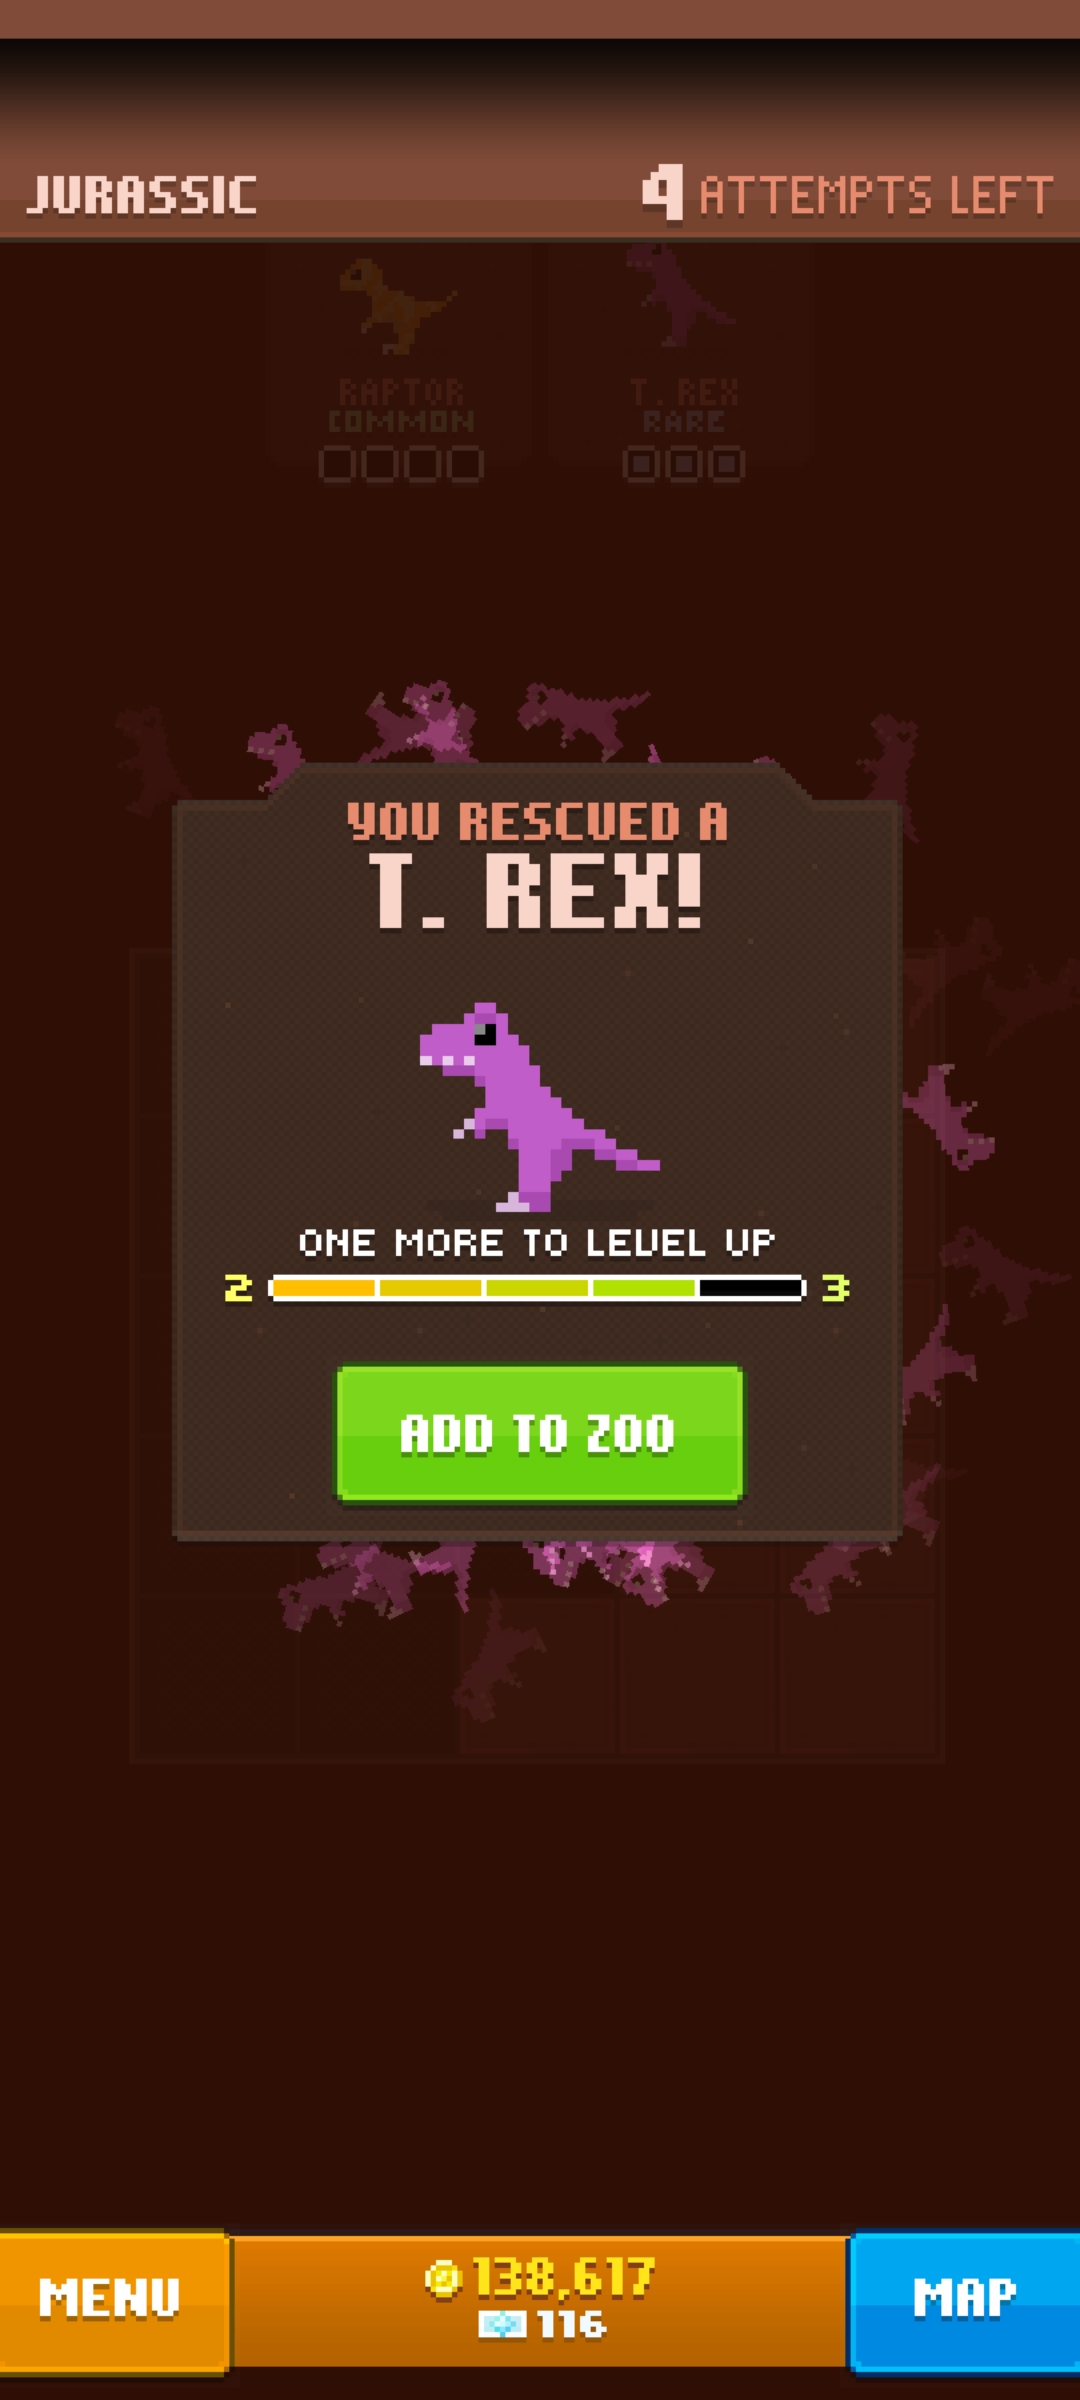 JURASSIC
9 ATTEMPTS LEFT
RAPTOR
COMMON
T. REX
RARE
YOU RESCUED A
T. REX!
ONE MORE TO LEVEL UP
2
3
ADD TO ZOO
MENU
138,617
116
MAP